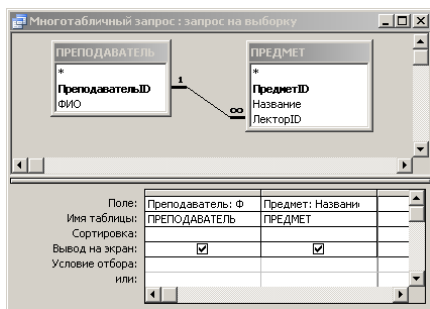 Многотабличный запрос : запрос на выборку
ПРЕПОДАВАТЕЛЬ
*
ПреподавательID
ФИО
1
∞
ПРЕДМЕТ
*
ПредметID
Название
ЛекторID
Поле: Преподаватель: Ф Предмет: Названи
Имя таблицы: ПРЕПОДАВАТЕЛЬ ПРЕДМЕТ
Сортировка:
Вывод на экран:
Условие отбора:
или: